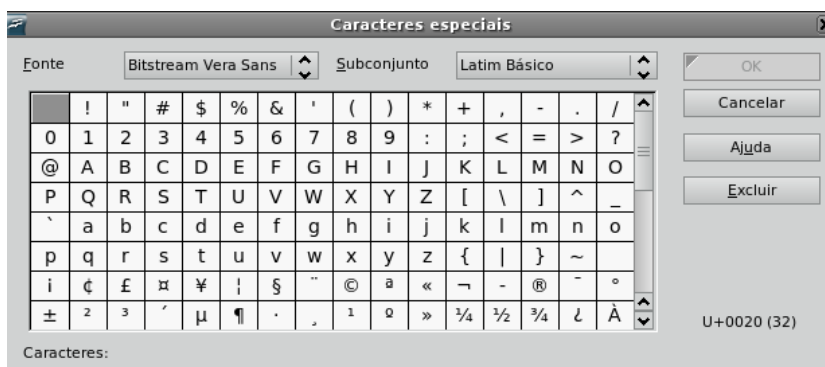 Caracteres especiais
Fonte Bitstream Vera Sans Subconjunto Latim Básico OK
! " # $ % & ' ( ) * + , - . / Cancelar
0 1 2 3 4 5 6 7 8 9 : ; < = > ? Ajuda
@ A B C D E F G H I J K L M N O
P Q R S T U V W X Y Z [ \ ] ^ _ Excluir
` a b c d e f g h i j k l m n o
p q r s t u v w x y z { | } ~
¡ ¢ £ ¤ ¥ ¦ § ¨ © ª « ¬ - ® ¯ °
± ² ³ ´ µ ¶ · ¸ ¹ º » ¼ ½ ¾ ¿ À
U+0020 (32)
Caracteres: